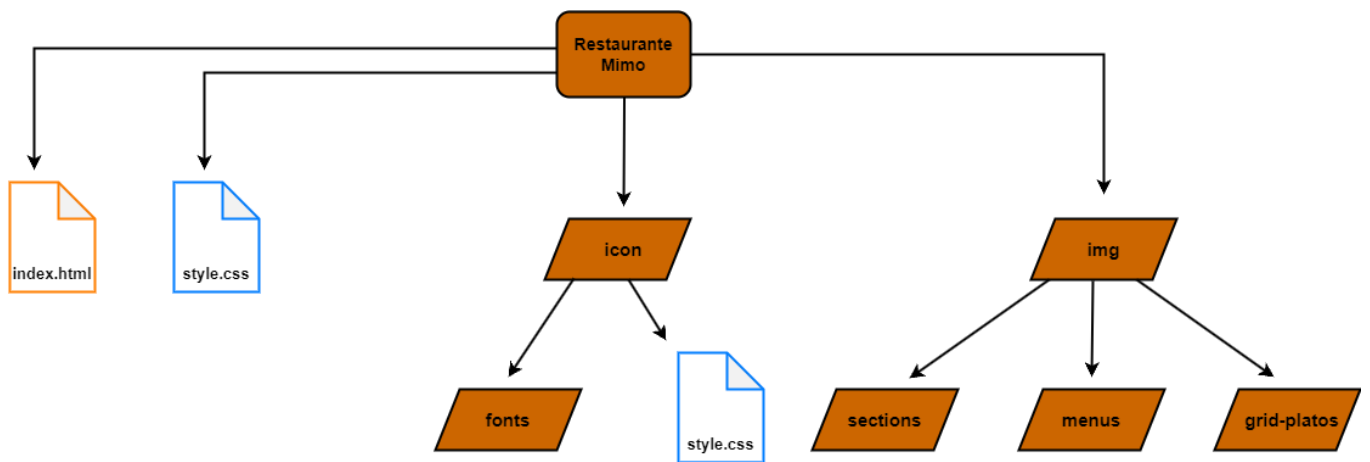 Restaurante
Mimo
index.html
style.css
icon
img
fonts
style.css
sections
menus
grid-platos